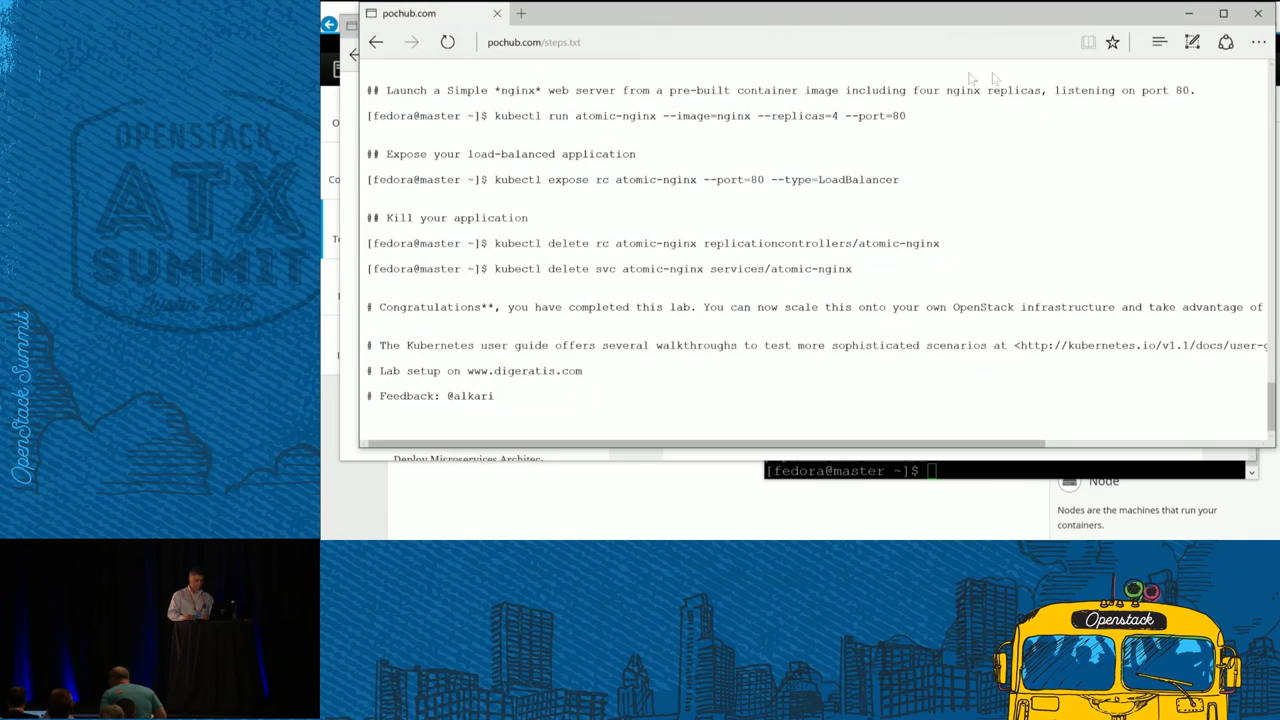 pochub.com
pochub.com/steps.txt
## Launch a Simple *nginx* web server from a pre-built container image including four nginx replicas, listening on port 80.
[fedora@master ~]$ kubectl run atomic-nginx --image=nginx --replicas=4 --port=80
## Expose your load-balanced application
[fedora@master ~]$ kubectl expose rc atomic-nginx --port=80 --type=LoadBalancer
## Kill your application
[fedora@master ~]$ kubectl delete rc atomic-nginx replicationcontrollers/atomic-nginx
[fedora@master ~]$ kubectl delete svc atomic-nginx services/atomic-nginx
# Congratulations**, you have completed this lab. You can now scale this onto your own OpenStack infrastructure and take advantage of
# The Kubernetes user guide offers several walkthroughs to test more sophisticated scenarios at <http://kubernetes.io/v1.1/docs/user-g
# Lab setup on www.digeratis.com
# Feedback: @alkari
Deploy Microservices Architec-
[fedora@master ~]$
Node
Nodes are the machines that run your
containers.
OPENSTACK
ATX
SUMMIT
Austin 2016
OpenStack Summit
Openstack